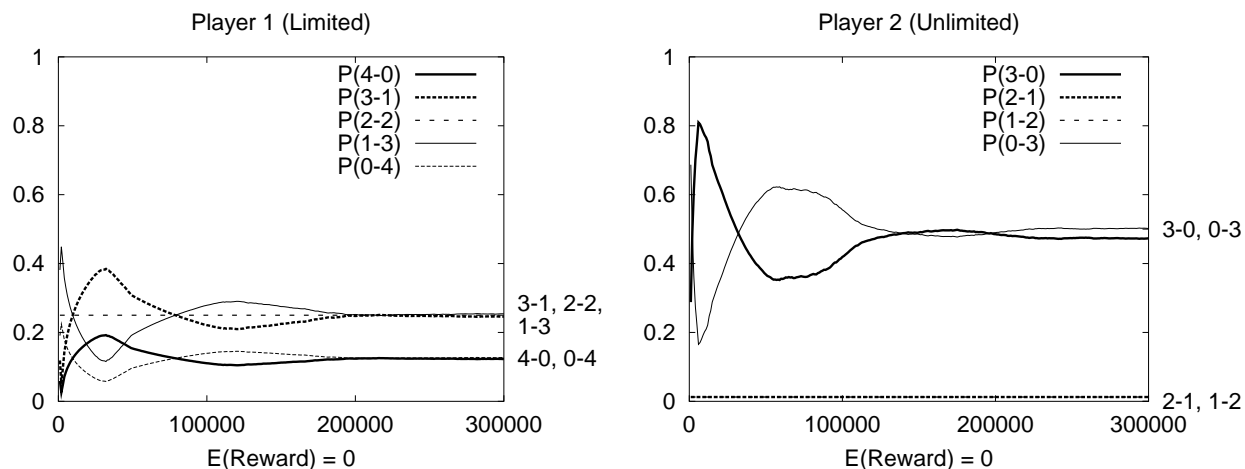 Player 1 (Limited)
1
0.8
0.6
0.4
0.2
0
P(4-0)
P(3-1)
P(2-2)
P(1-3)
P(0-4)
3-1, 2-2,
1-3
4-0, 0-4
0 100000 200000 300000
E(Reward) = 0
Player 2 (Unlimited)
1
0.8
0.6
0.4
0.2
0
P(3-0)
P(2-1)
P(1-2)
P(0-3)
3-0, 0-3
2-1, 1-2
0 100000 200000 300000
E(Reward) = 0